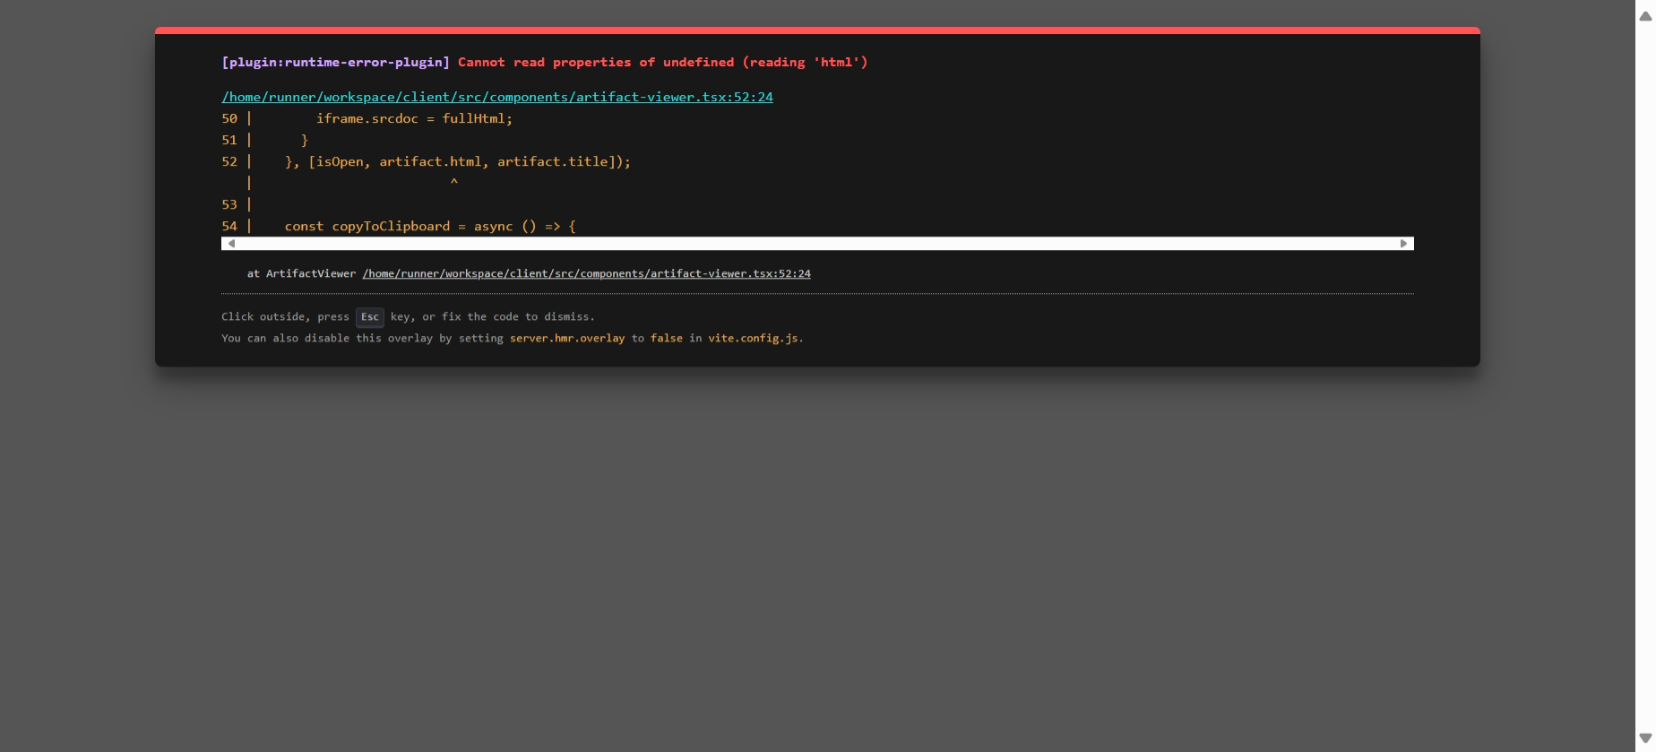 [plugin:runtime-error-plugin] Cannot read properties of undefined (reading 'html')
/home/runner/workspace/client/src/components/artifact-viewer.tsx:52:24
50 |        iframe.srcdoc = fullHtml;
51 |      }
52 |    }, [isOpen, artifact.html, artifact.title]);
   |                         ^
53 |
54 |    const copyToClipboard = async () => {
at ArtifactViewer /home/runner/workspace/client/src/components/artifact-viewer.tsx:52:24
Click outside, press Esc key, or fix the code to dismiss.
You can also disable this overlay by setting server.hmr.overlay to false in vite.config.js.